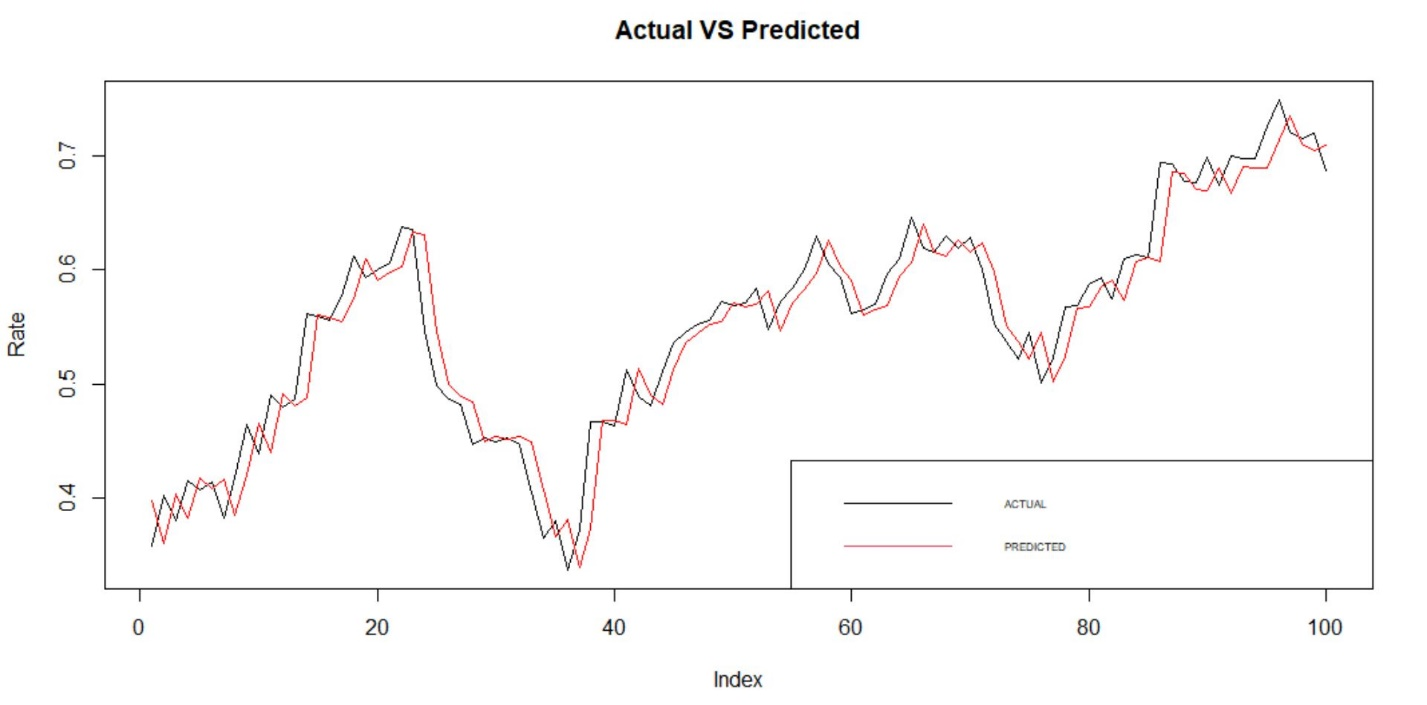 Actual VS Predicted
Rate
0.7
0.6
0.5
0.4
ACTUAL
PREDICTED
0 20 40 60 80 100
Index